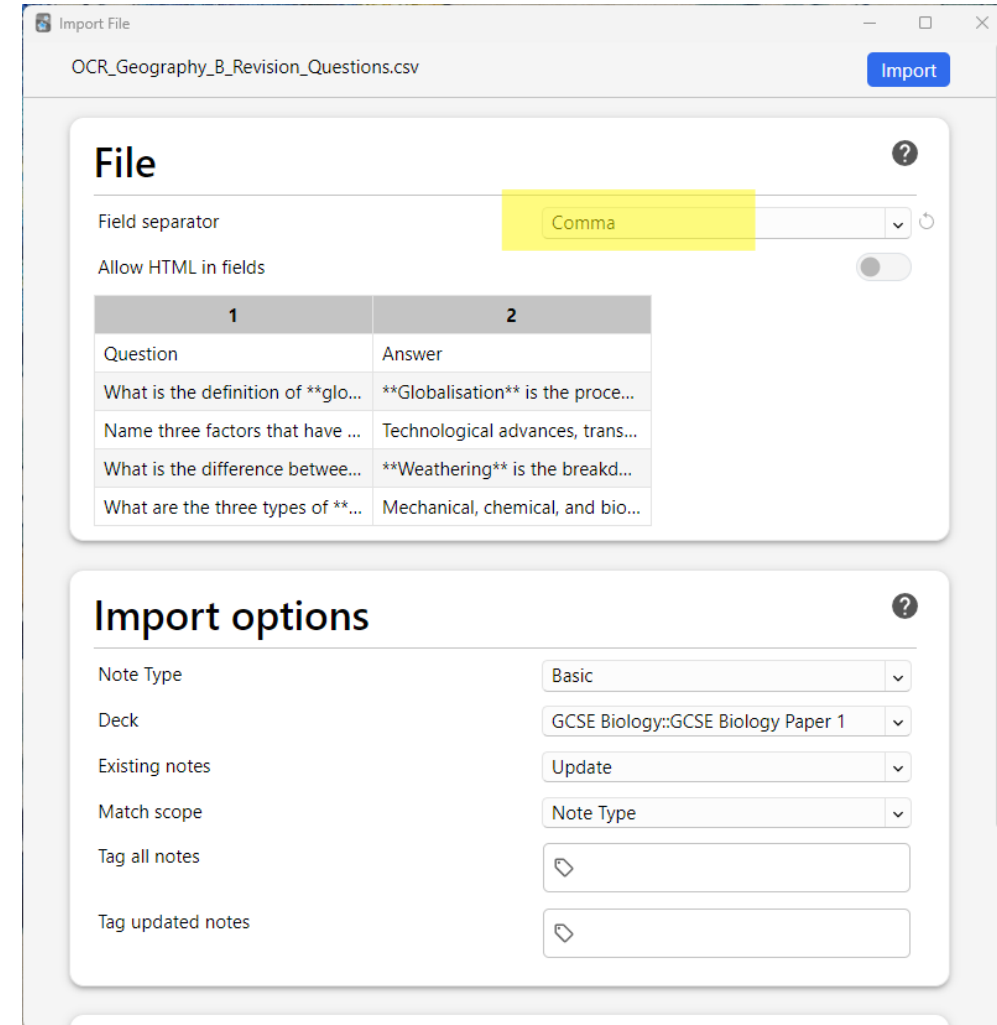 Import File
OCR_Geography_B_Revision_Questions.csv
Import
File
?
Field separator
Comma
Allow HTML in fields
1 2
Question Answer
What is the definition of **glo... **Globalisation** is the proce...
Name three factors that have ... Technological advances, trans...
What is the difference betwee... **Weathering** is the breakd...
What are the three types of **... Mechanical, chemical, and bio...
Import options
?
Note Type Basic
Deck GCSE Biology::GCSE Biology Paper 1
Existing notes Update
Match scope Note Type
Tag all notes
Tag updated notes